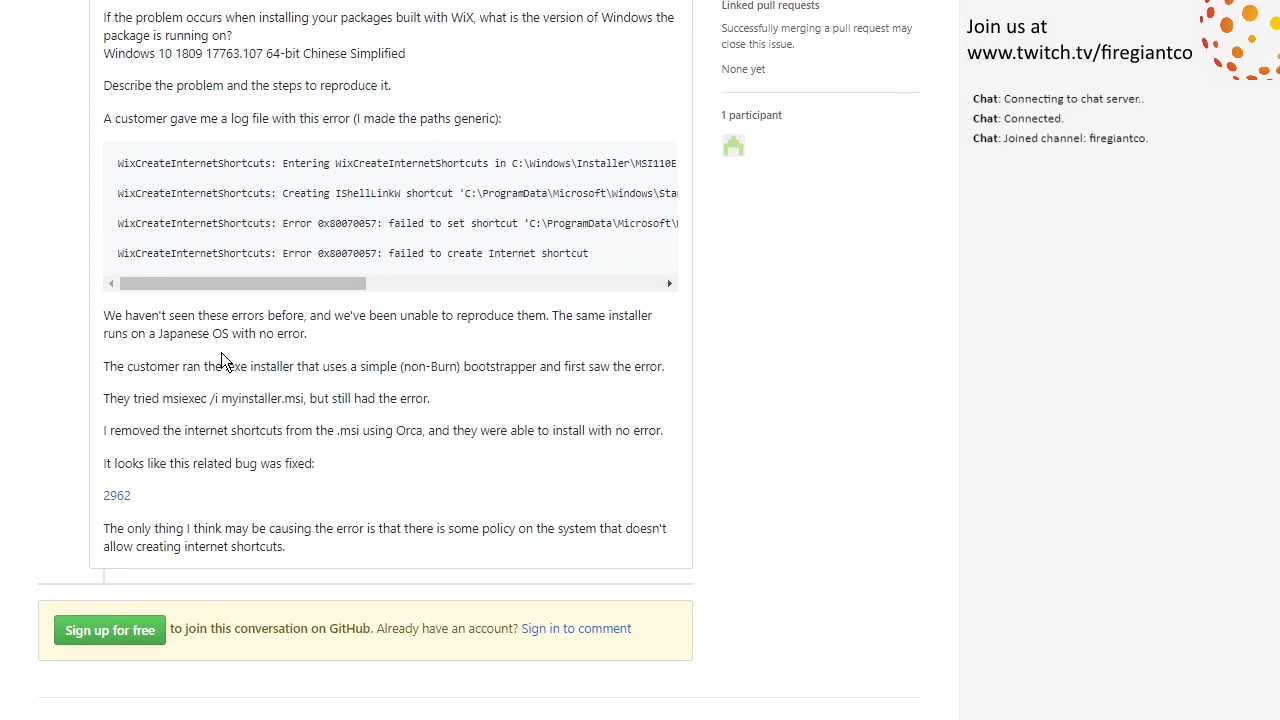 If the problem occurs when installing your packages built with WiX, what is the version of Windows the
package is running on?
Windows 10 1809 17763.107 64-bit Chinese Simplified
Describe the problem and the steps to reproduce it.
A customer gave me a log file with this error (I made the paths generic):
WixCreateInternetShortcuts: Entering WixCreateInternetShortcuts in C:\Windows\Installer\MSI110E
WixCreateInternetShortcuts: Creating IShellLinkW shortcut 'C:\ProgramData\Microsoft\Windows\Sta
WixCreateInternetShortcuts: Error 0x80070057: failed to set shortcut 'C:\ProgramData\Microsoft\
WixCreateInternetShortcuts: Error 0x80070057: failed to create Internet shortcut
We haven't seen these errors before, and we've been unable to reproduce them. The same installer
runs on a Japanese OS with no error.
The customer ran the exe installer that uses a simple (non-Burn) bootstrapper and first saw the error.
They tried msiexec /i myinstaller.msi, but still had the error.
I removed the internet shortcuts from the .msi using Orca, and they were able to install with no error.
It looks like this related bug was fixed:
2962
The only thing I think may be causing the error is that there is some policy on the system that doesn't
allow creating internet shortcuts.
Sign up for free to join this conversation on GitHub. Already have an account? Sign in to comment
Linked pull requests
Successfully merging a pull request may
close this issue.
None yet
1 participant
Join us at
www.twitch.tv/firegiantco
Chat: Connecting to chat server..
Chat: Connected.
Chat: Joined channel: firegiantco.